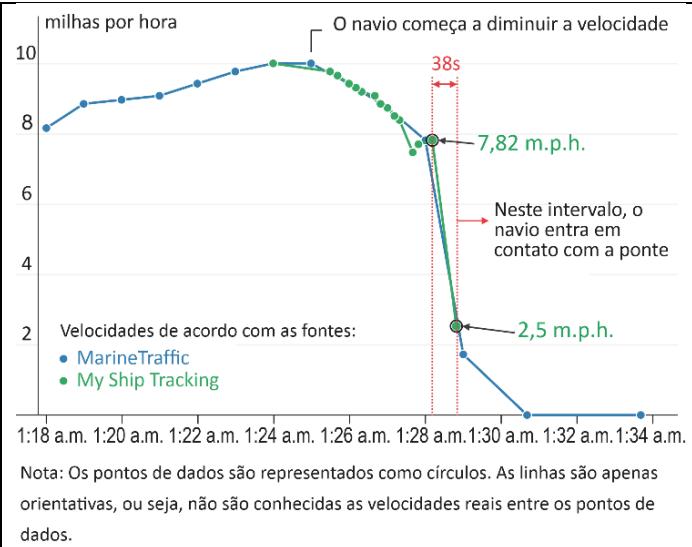 milhas por hora
O navio começa a diminuir a velocidade
10
38s
8
7,82 m.p.h.
6
Neste intervalo, o
navio entra em
contato com a ponte
4
2,5 m.p.h.
2
Velocidades de acordo com as fontes:
MarineTraffic
My Ship Tracking
1:18 a.m. 1:20 a.m. 1:22 a.m. 1:24 a.m. 1:26 a.m. 1:28 a.m. 1:30 a.m. 1:32 a.m. 1:34 a.m.
Nota: Os pontos de dados são representados como círculos. As linhas são apenas
orientativas, ou seja, não são conhecidas as velocidades reais entre os pontos de
dados.